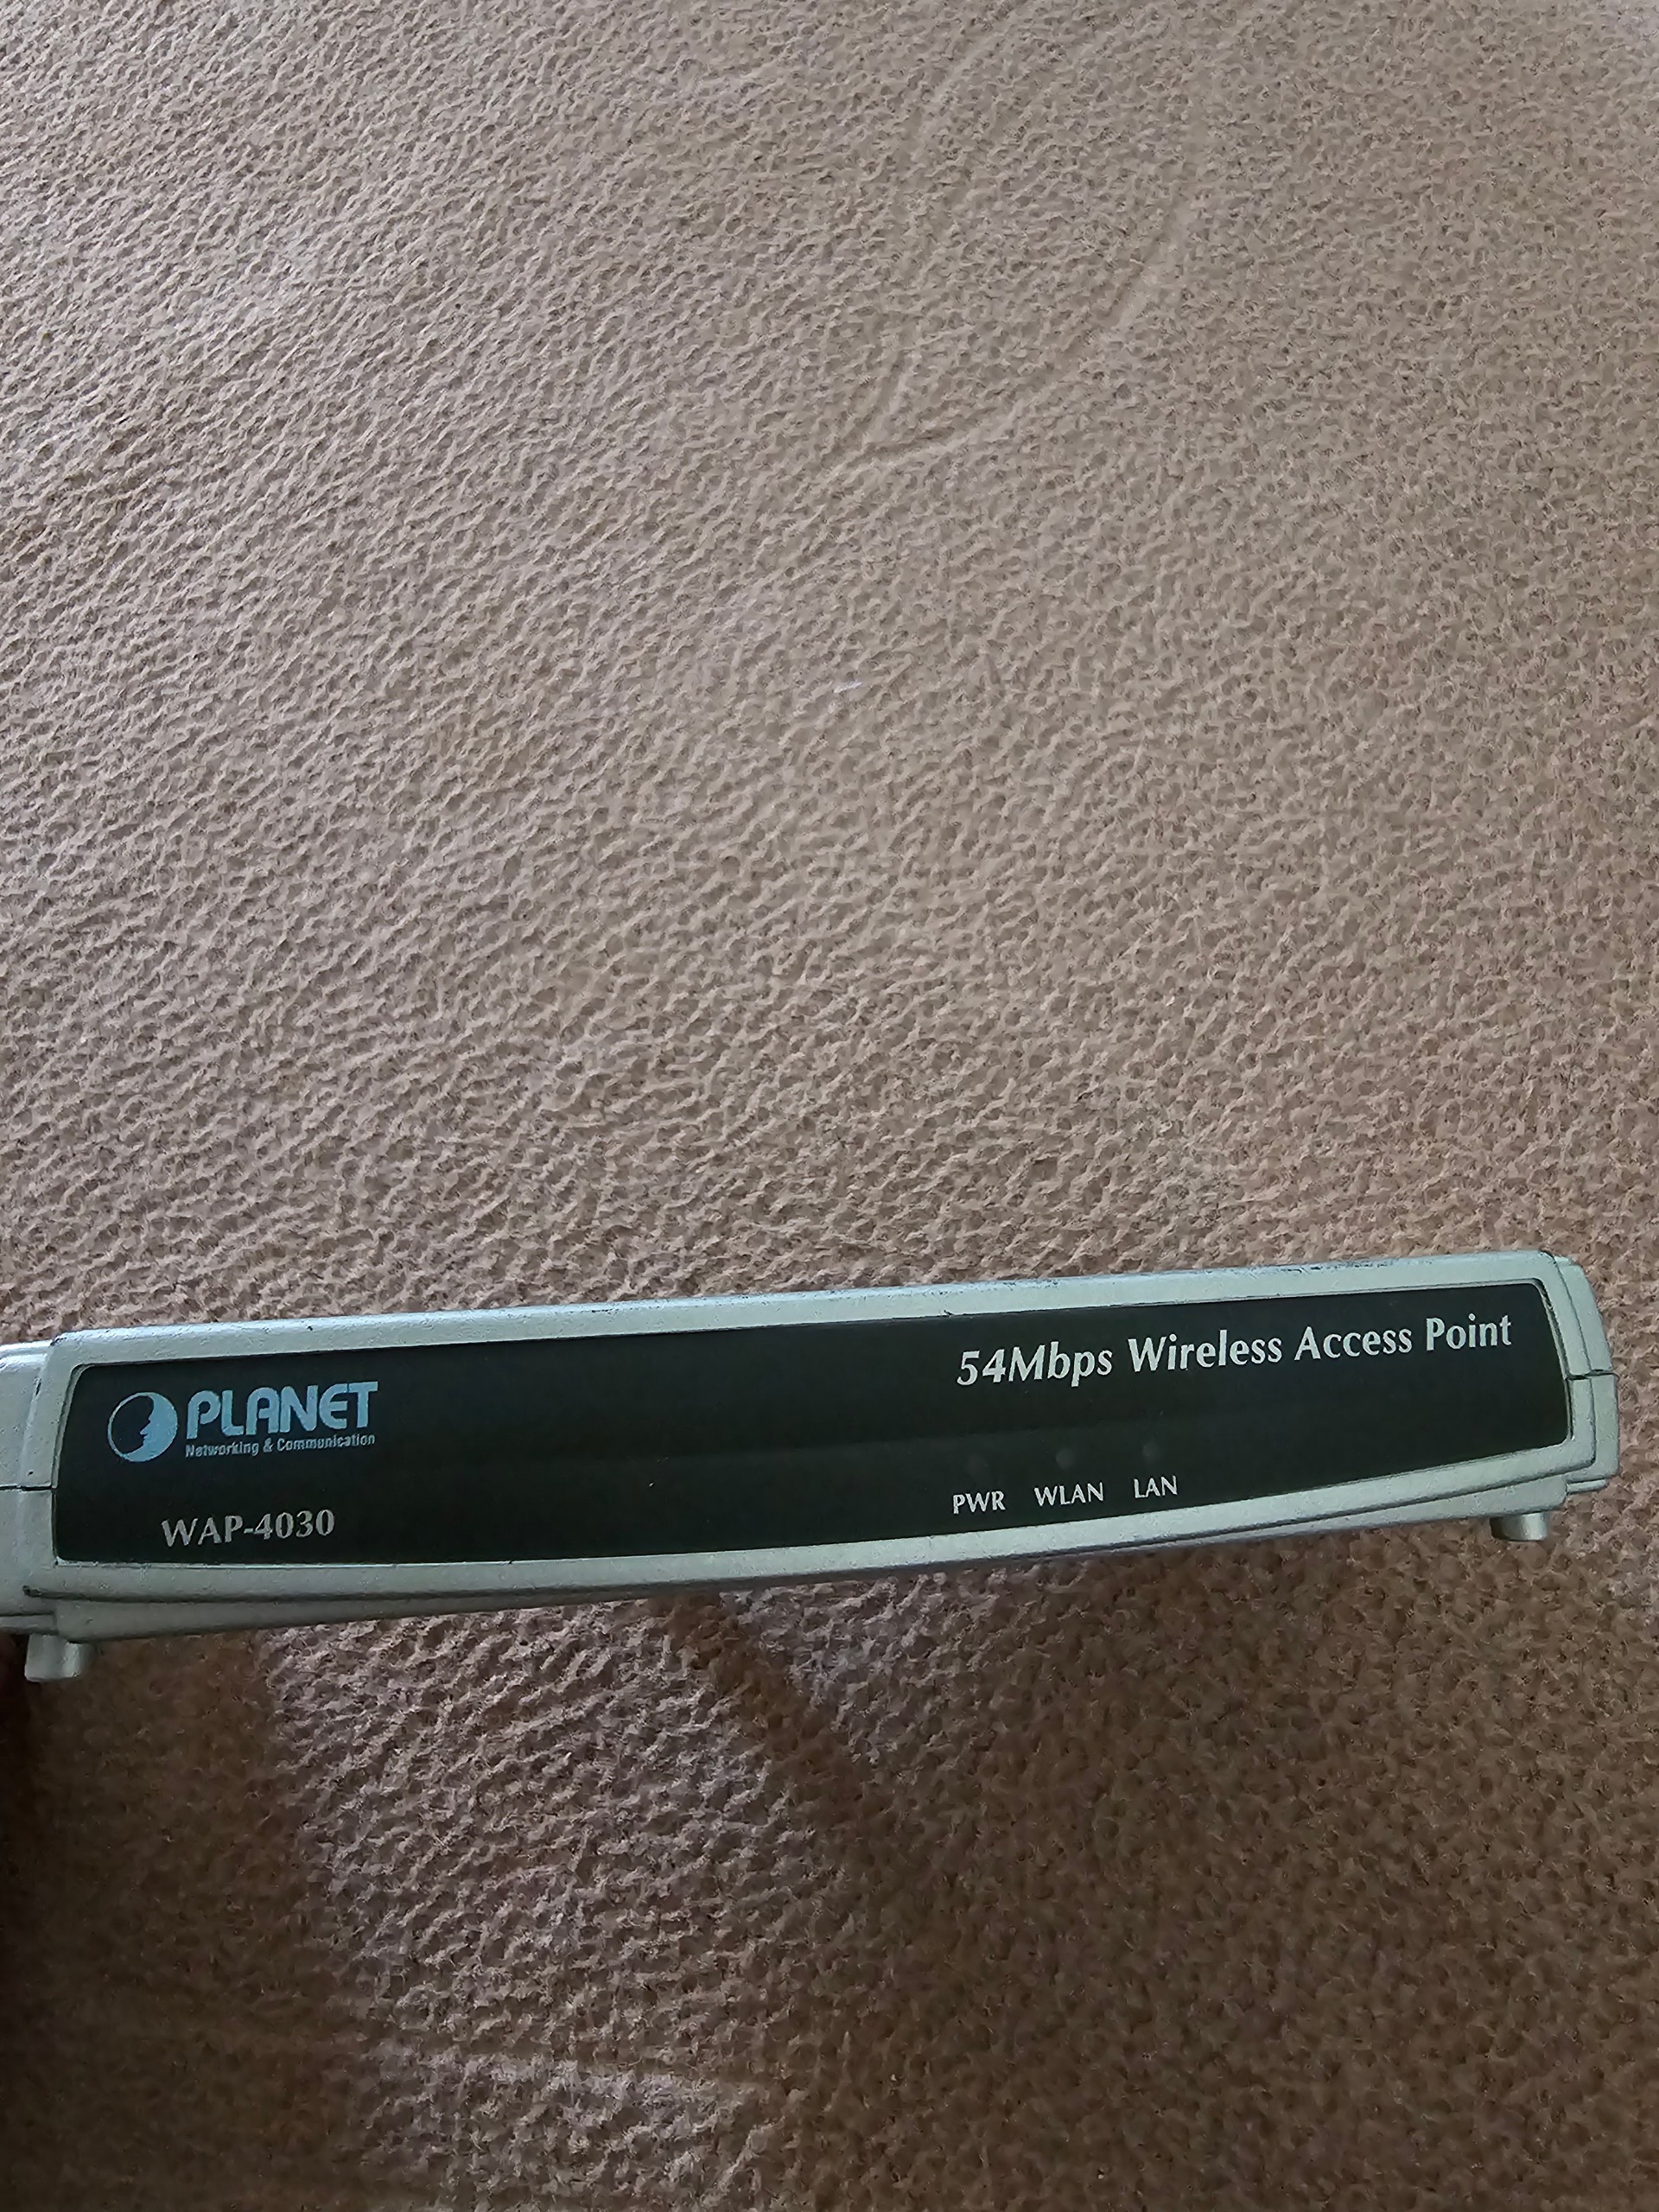 54Mbps Wireless Access Point
PLANET
Networking & Communication
PWR WLAN LAN
WAP-4030